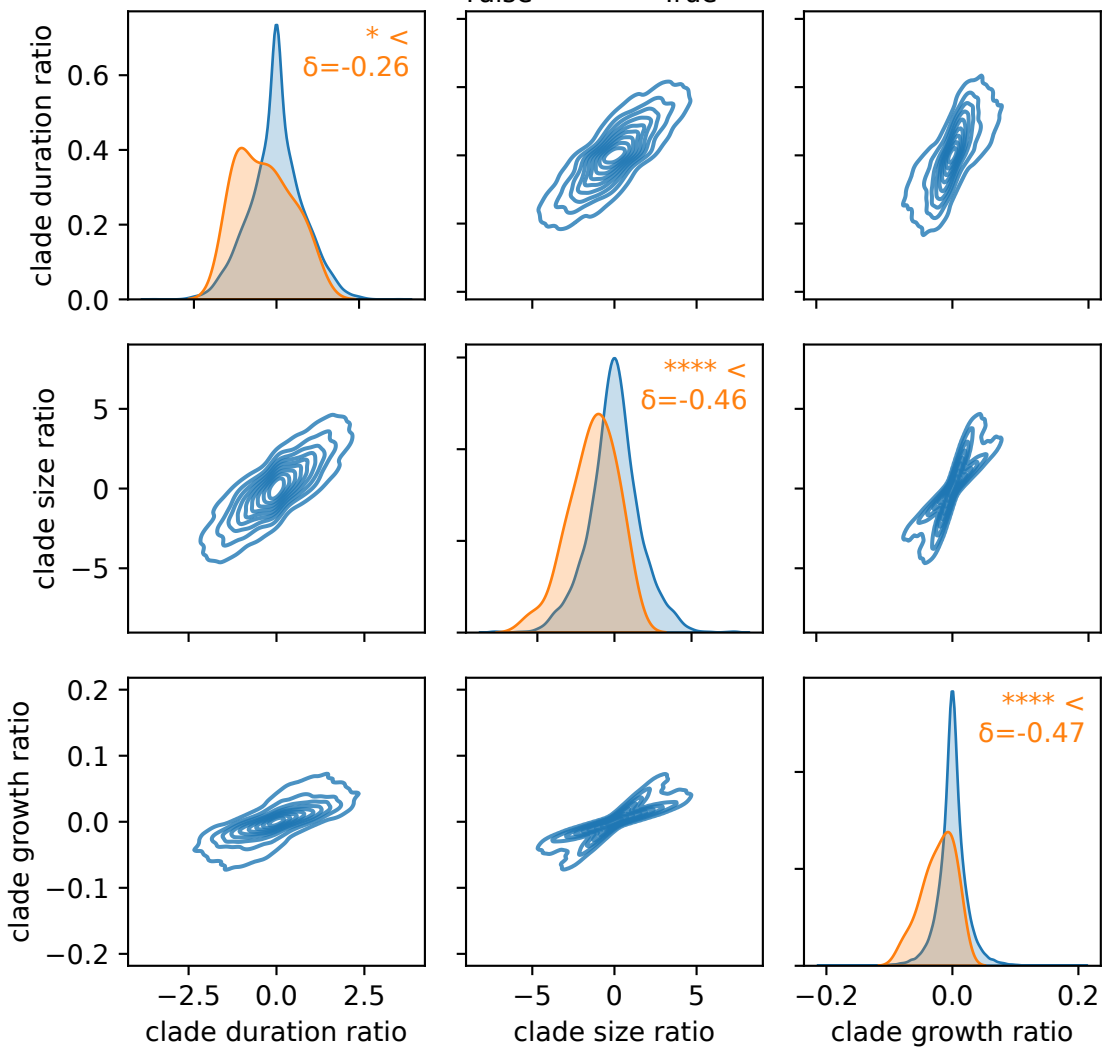 False True
clade duration ratio
0.6
0.4
0.2
0.0
* <
δ=-0.26
clade size ratio
5
0
−5
**** <
δ=-0.46
clade growth ratio
0.2
0.1
0.0
−0.1
−0.2
**** <
δ=-0.47
−2.5 0.0 2.5
−5 0 5
−0.2 0.0 0.2
clade duration ratio
clade size ratio
clade growth ratio